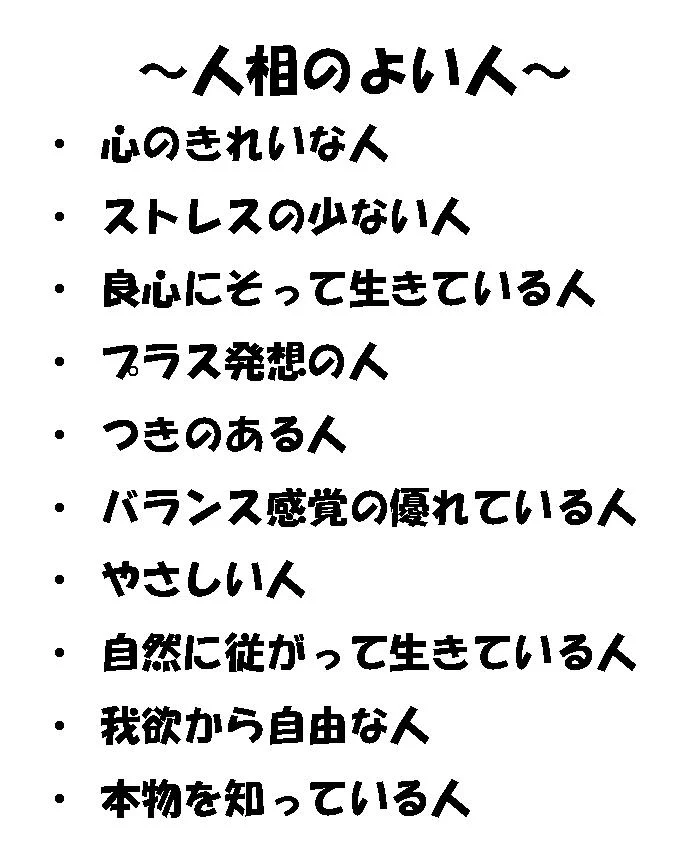 ～人相のよい人～
・ 心のきれいな人
・ ストレスの少ない人
・ 良心にそって生きている人
・ プラス発想の人
・ つきのある人
・ バランス感覚の優れている人
・ やさしい人
・ 自然に従がって生きている人
・ 我欲から自由な人
・ 本物を知っている人